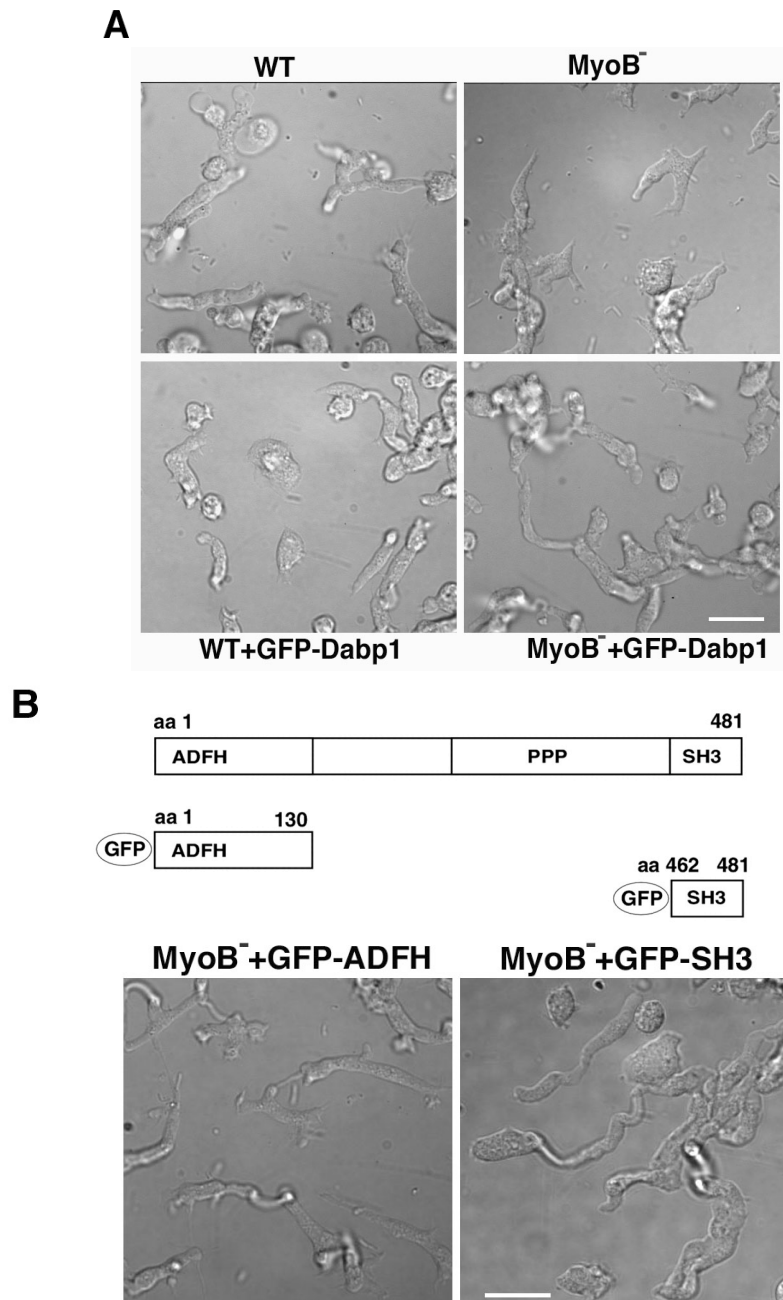 A
WT MyoB⁻
WT+GFP-Dabp1 MyoB⁻+GFP-Dabp1
B
aa 1 481
ADFH PPP SH3
aa 1 130
GFP ADFH
aa 462 481
GFP SH3
MyoB⁻+GFP-ADFH MyoB⁻+GFP-SH3